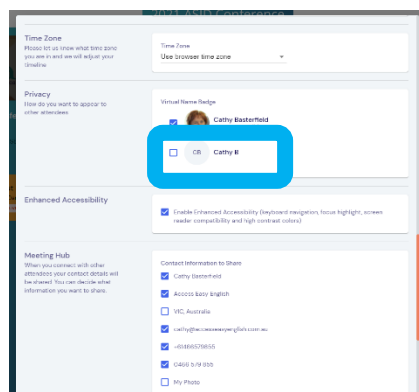 2021 ASID Conference
Time Zone
Please let us know what time zone
you are in and we will adjust your
timeline
Time Zone
Use browser time zone
Privacy
How do you want to appear to
other attendees
Virtual Name Badge
Cathy Basterfield
CB Cathy B
Enhanced Accessibility
Enable Enhanced Accessibility (keyboard navigation, focus highlight, screen
reader compatibility and high contrast colors)
Meeting Hub
When you connect with other
attendees your contact details will
be shared. You can decide what
information you want to share.
Contact Information to Share
Cathy Basterfield
Access Easy English
VIC, Australia
cathy@accesseasyenglish.com.au
+61466579855
0466 579 855
My Photo